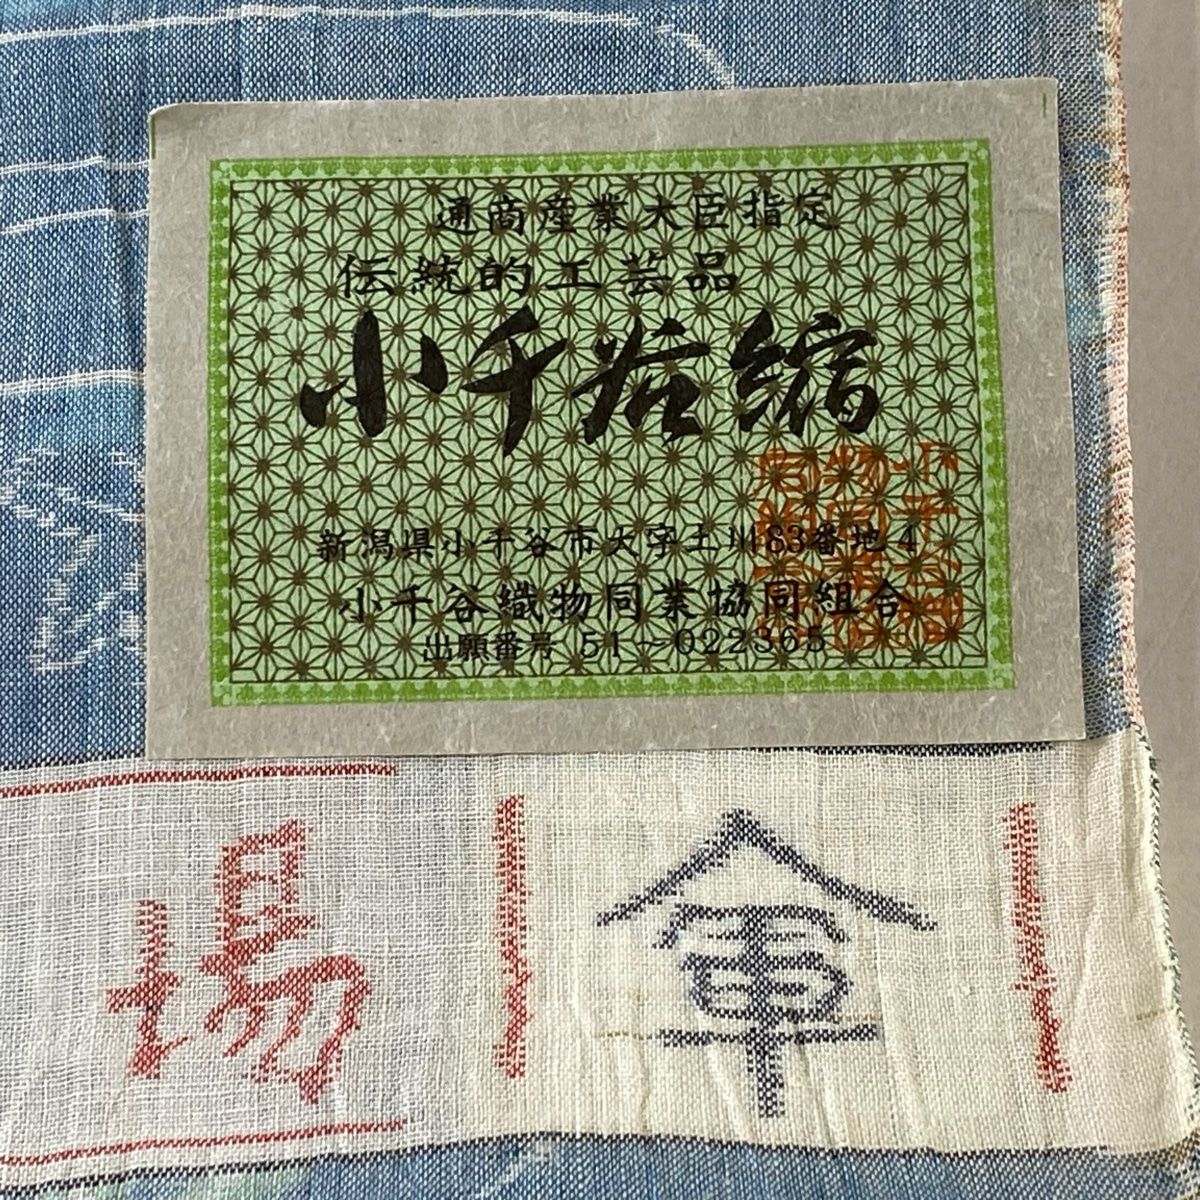 通商産業大臣指定
伝統的工芸品
小千谷縮
新潟県小千谷市大字土川83番地4
小千谷織物同業協同組合
出願番号 51-022365
場
軍